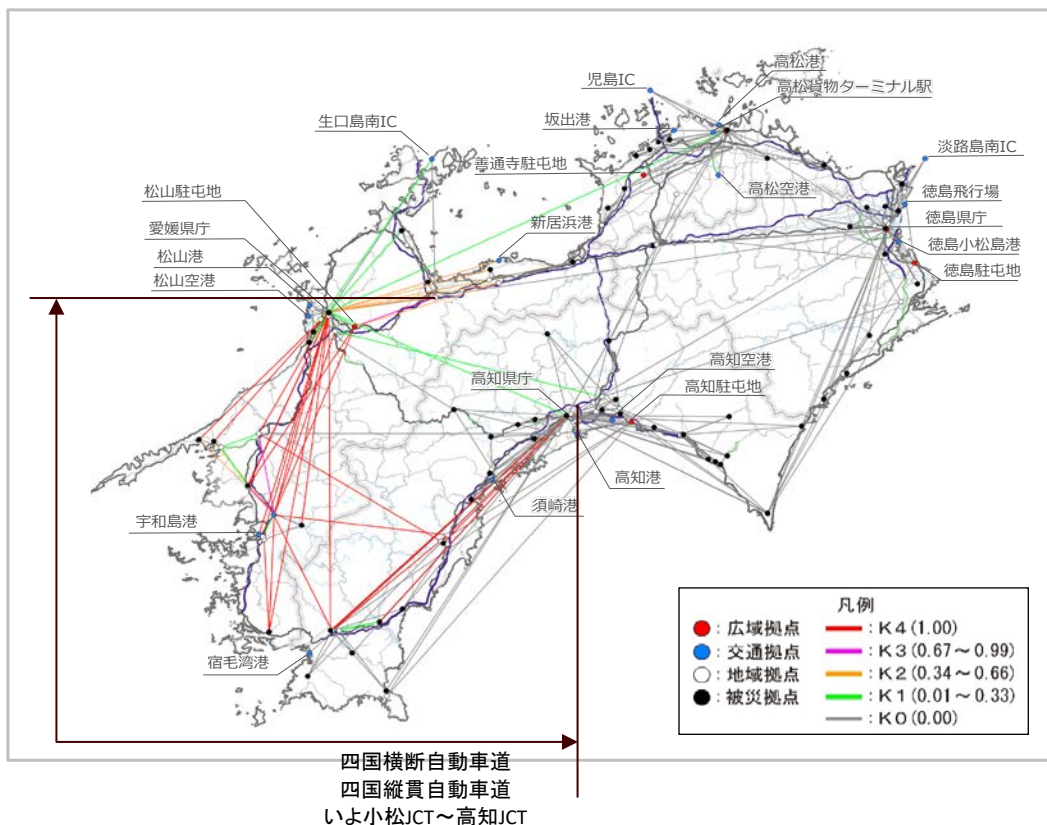 高松港
児島IC
高松貨物ターミナル駅
坂出港
生口島南IC
善通寺駐屯地
淡路島南IC
高松空港
松山駐屯地
徳島飛行場
愛媛県庁
新居浜港
徳島県庁
松山港
徳島小松島港
松山空港
徳島駐屯地
高知空港
高知県庁
高知駐屯地
高知港
須崎港
宇和島港
宿毛湾港
凡例
:広域拠点
:交通拠点
:地域拠点
:被災拠点
:K4(1.00)
:K3(0.67～0.99)
:K2(0.34～0.66)
:K1(0.01～0.33)
:K0(0.00)
四国横断自動車道
四国縦貫自動車道
いよ小松JCT～高知JCT